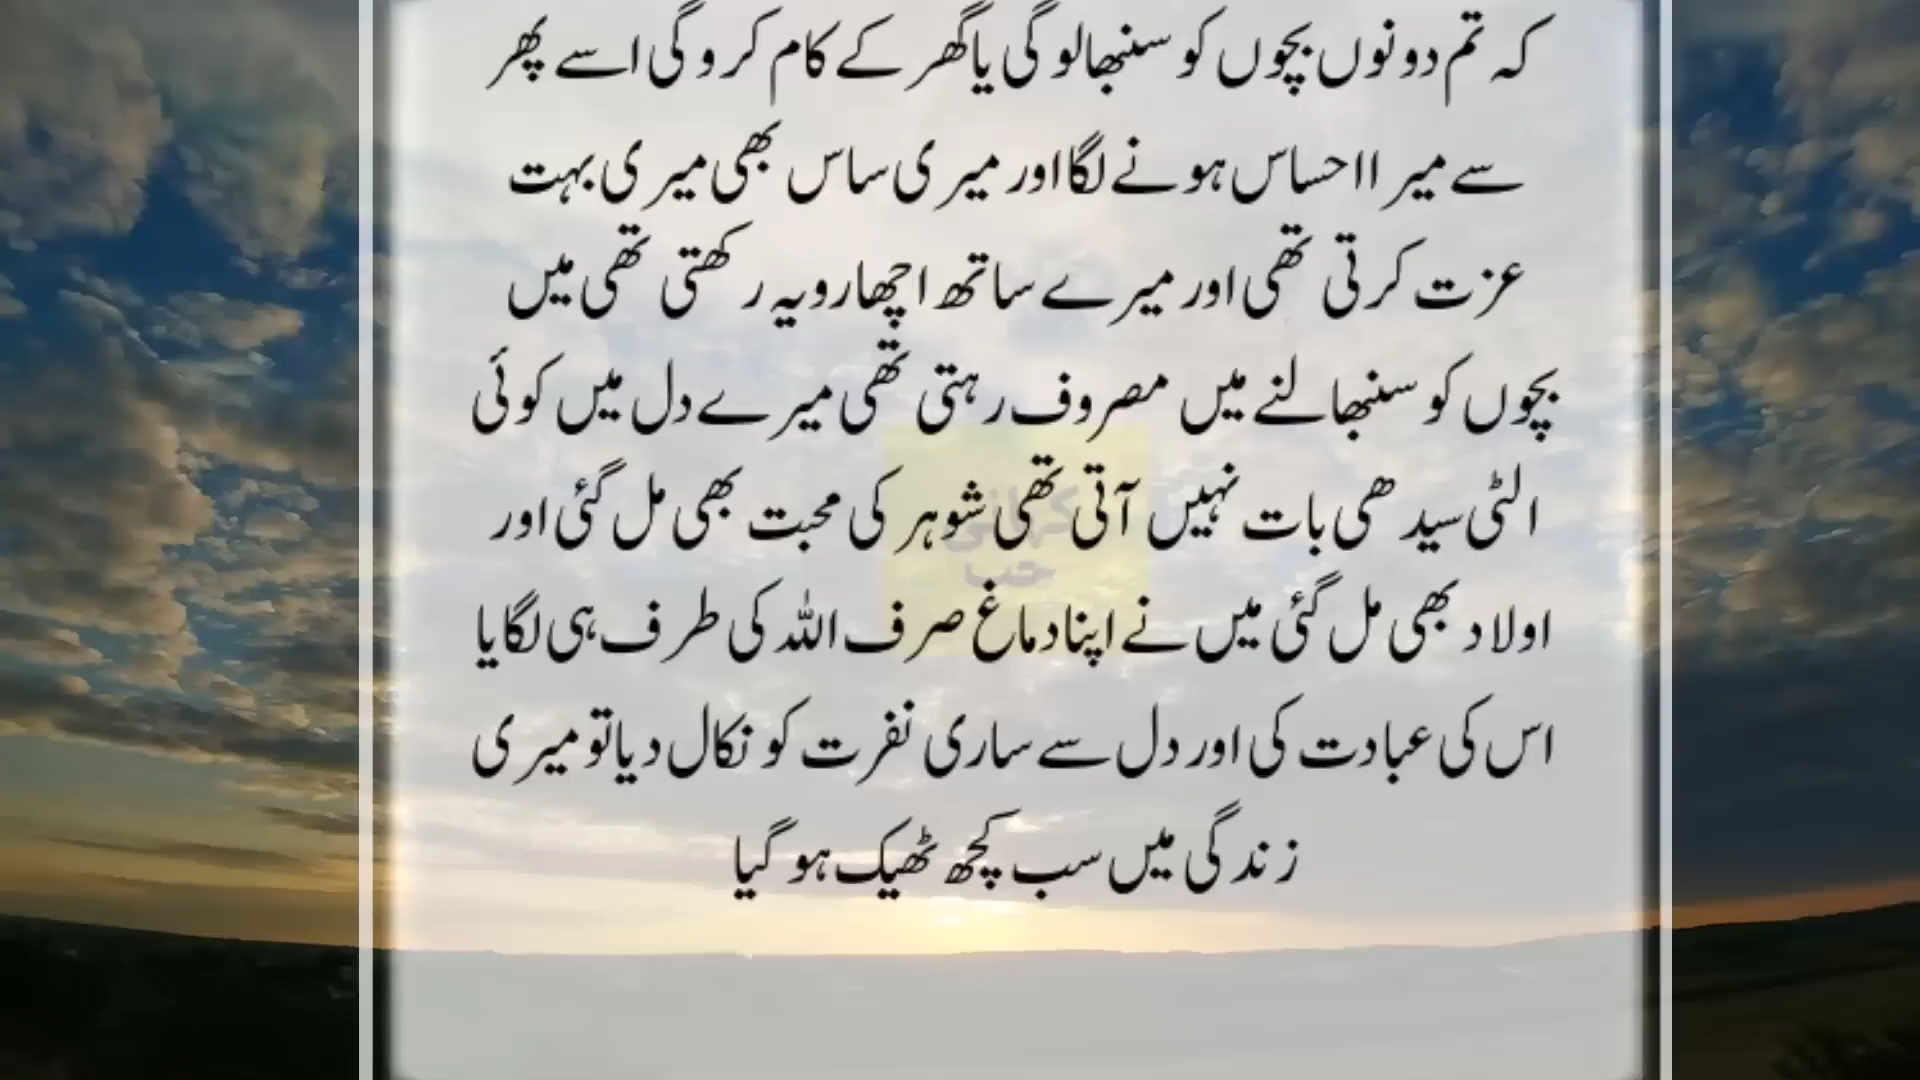 کہ تم دونوں بچوں کو سنبھالو گی یا گھر کے کام کرو گی اسے پھر
سے میرا احساس ہونے لگا اور میری ساس بھی میری بہت
عزت کرتی تھی اور میرے ساتھ اچھا رویہ رکھتی تھی میں
بچوں کو سنبھالنے میں مصروف رہتی تھی میرے دل میں کوئی
الٹی سیدھی بات نہیں آتی تھی شوہر کی محبت بھی مل گئی اور
اولاد بھی مل گئی میں نے اپنا دماغ صرف اللہ کی طرف ہی لگایا
اس کی عبادت کی اور دل سے ساری نفرت کو نکال دیا تو میری
زندگی میں سب کچھ ٹھیک ہو گیا